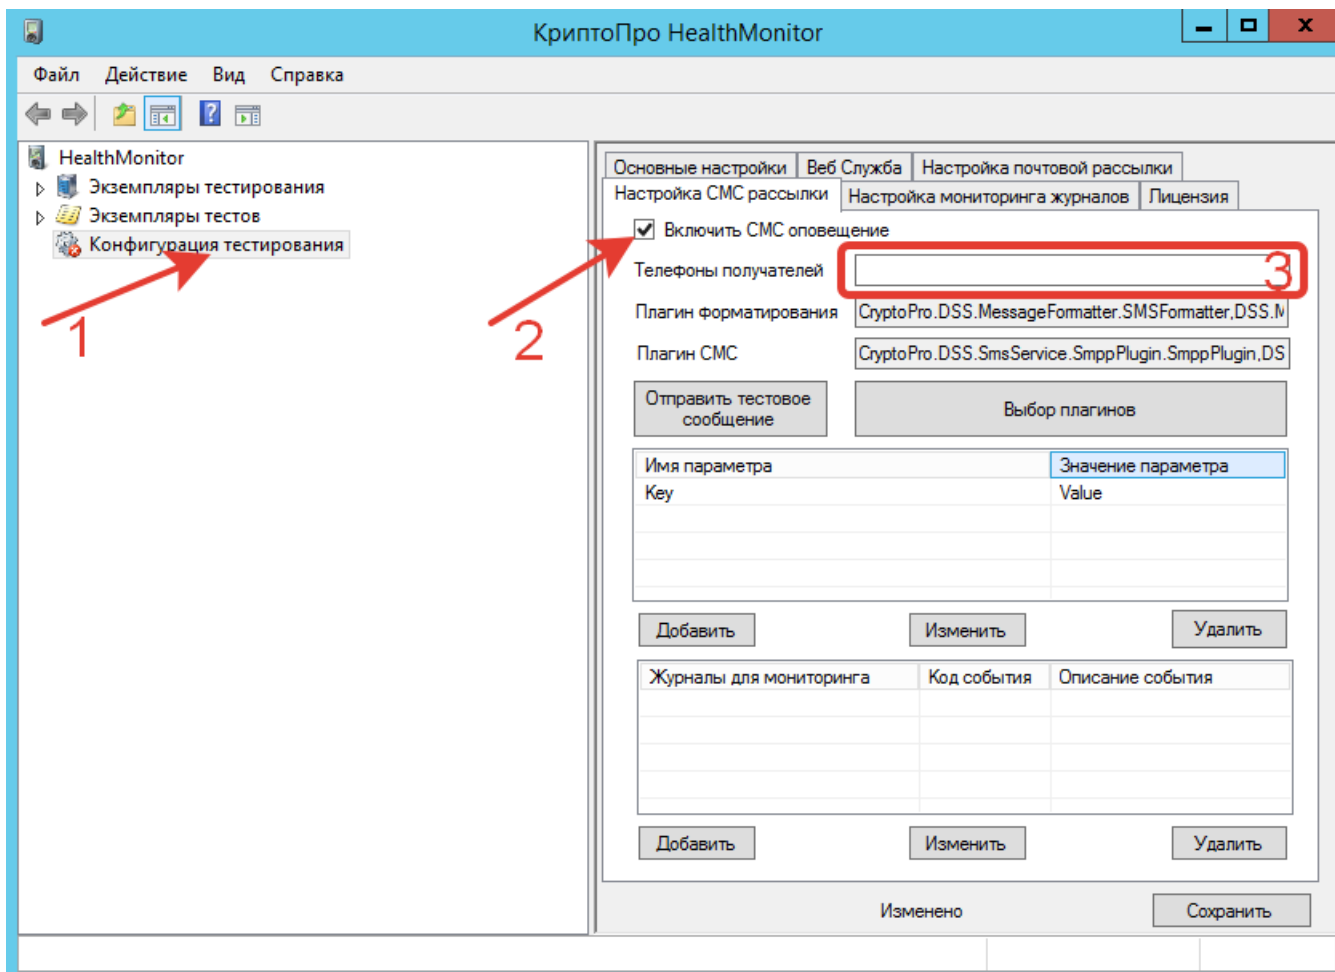 КриптоПро HealthMonitor
Файл Действие Вид Справка
HealthMonitor
Экземпляры тестирования
Экземпляры тестов
Конфигурация тестирования
1
Основные настройки Веб Служба Настройка почтовой рассылки
Настройка СМС рассылки Настройка мониторинга журналов Лицензия
Включить СМС оповещение
2
Телефоны получателей
3
Плагин форматирования CryptoPro.DSS.MessageFormatter.SMSFormatter,DSS.M
Плагин СМС CryptoPro.DSS.SmsService.SmppPlugin.SmppPlugin,DS
Отправить тестовое
сообщение
Выбор плагинов
Имя параметра Значение параметра
Key Value
Добавить Изменить Удалить
Журналы для мониторинга Код события Описание события
Добавить Изменить Удалить
Изменено Сохранить